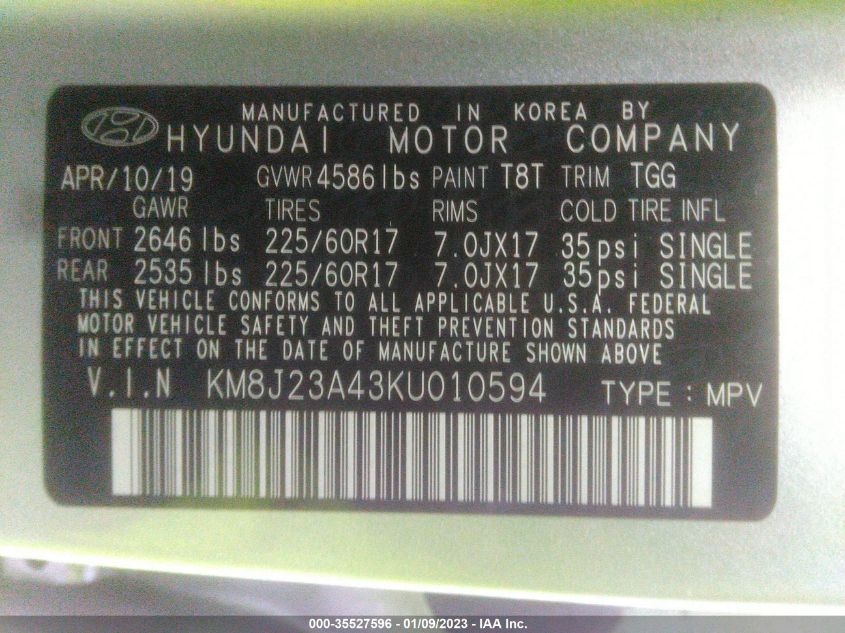 MANUFACTURED IN KOREA BY
HYUNDAI MOTOR COMPANY
APR/10/19 GVWR 4586lbs PAINT T8T TRIM TGG
GAWR TIRES RIMS COLD TIRE INFL
FRONT 2646 lbs 225/60R17 7.0JX17 35psi SINGLE
REAR 2535 lbs 225/60R17 7.0JX17 35psi SINGLE
THIS VEHICLE CONFORMS TO ALL APPLICABLE U.S.A. FEDERAL
MOTOR VEHICLE SAFETY AND THEFT PREVENTION STANDARDS
IN EFFECT ON THE DATE OF MANUFACTURE SHOWN ABOVE
V.I.N KM8J23A43KU010594 TYPE : MPV
000-35527596 - 01/09/2023 - IAA Inc.